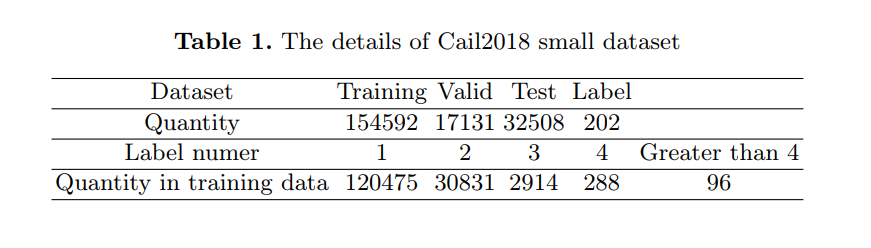 Table 1. The details of Cail2018 small dataset
Dataset Training Valid Test Label
Quantity 154592 17131 32508 202
Label numer 1 2 3 4 Greater than 4
Quantity in training data 120475 30831 2914 288 96